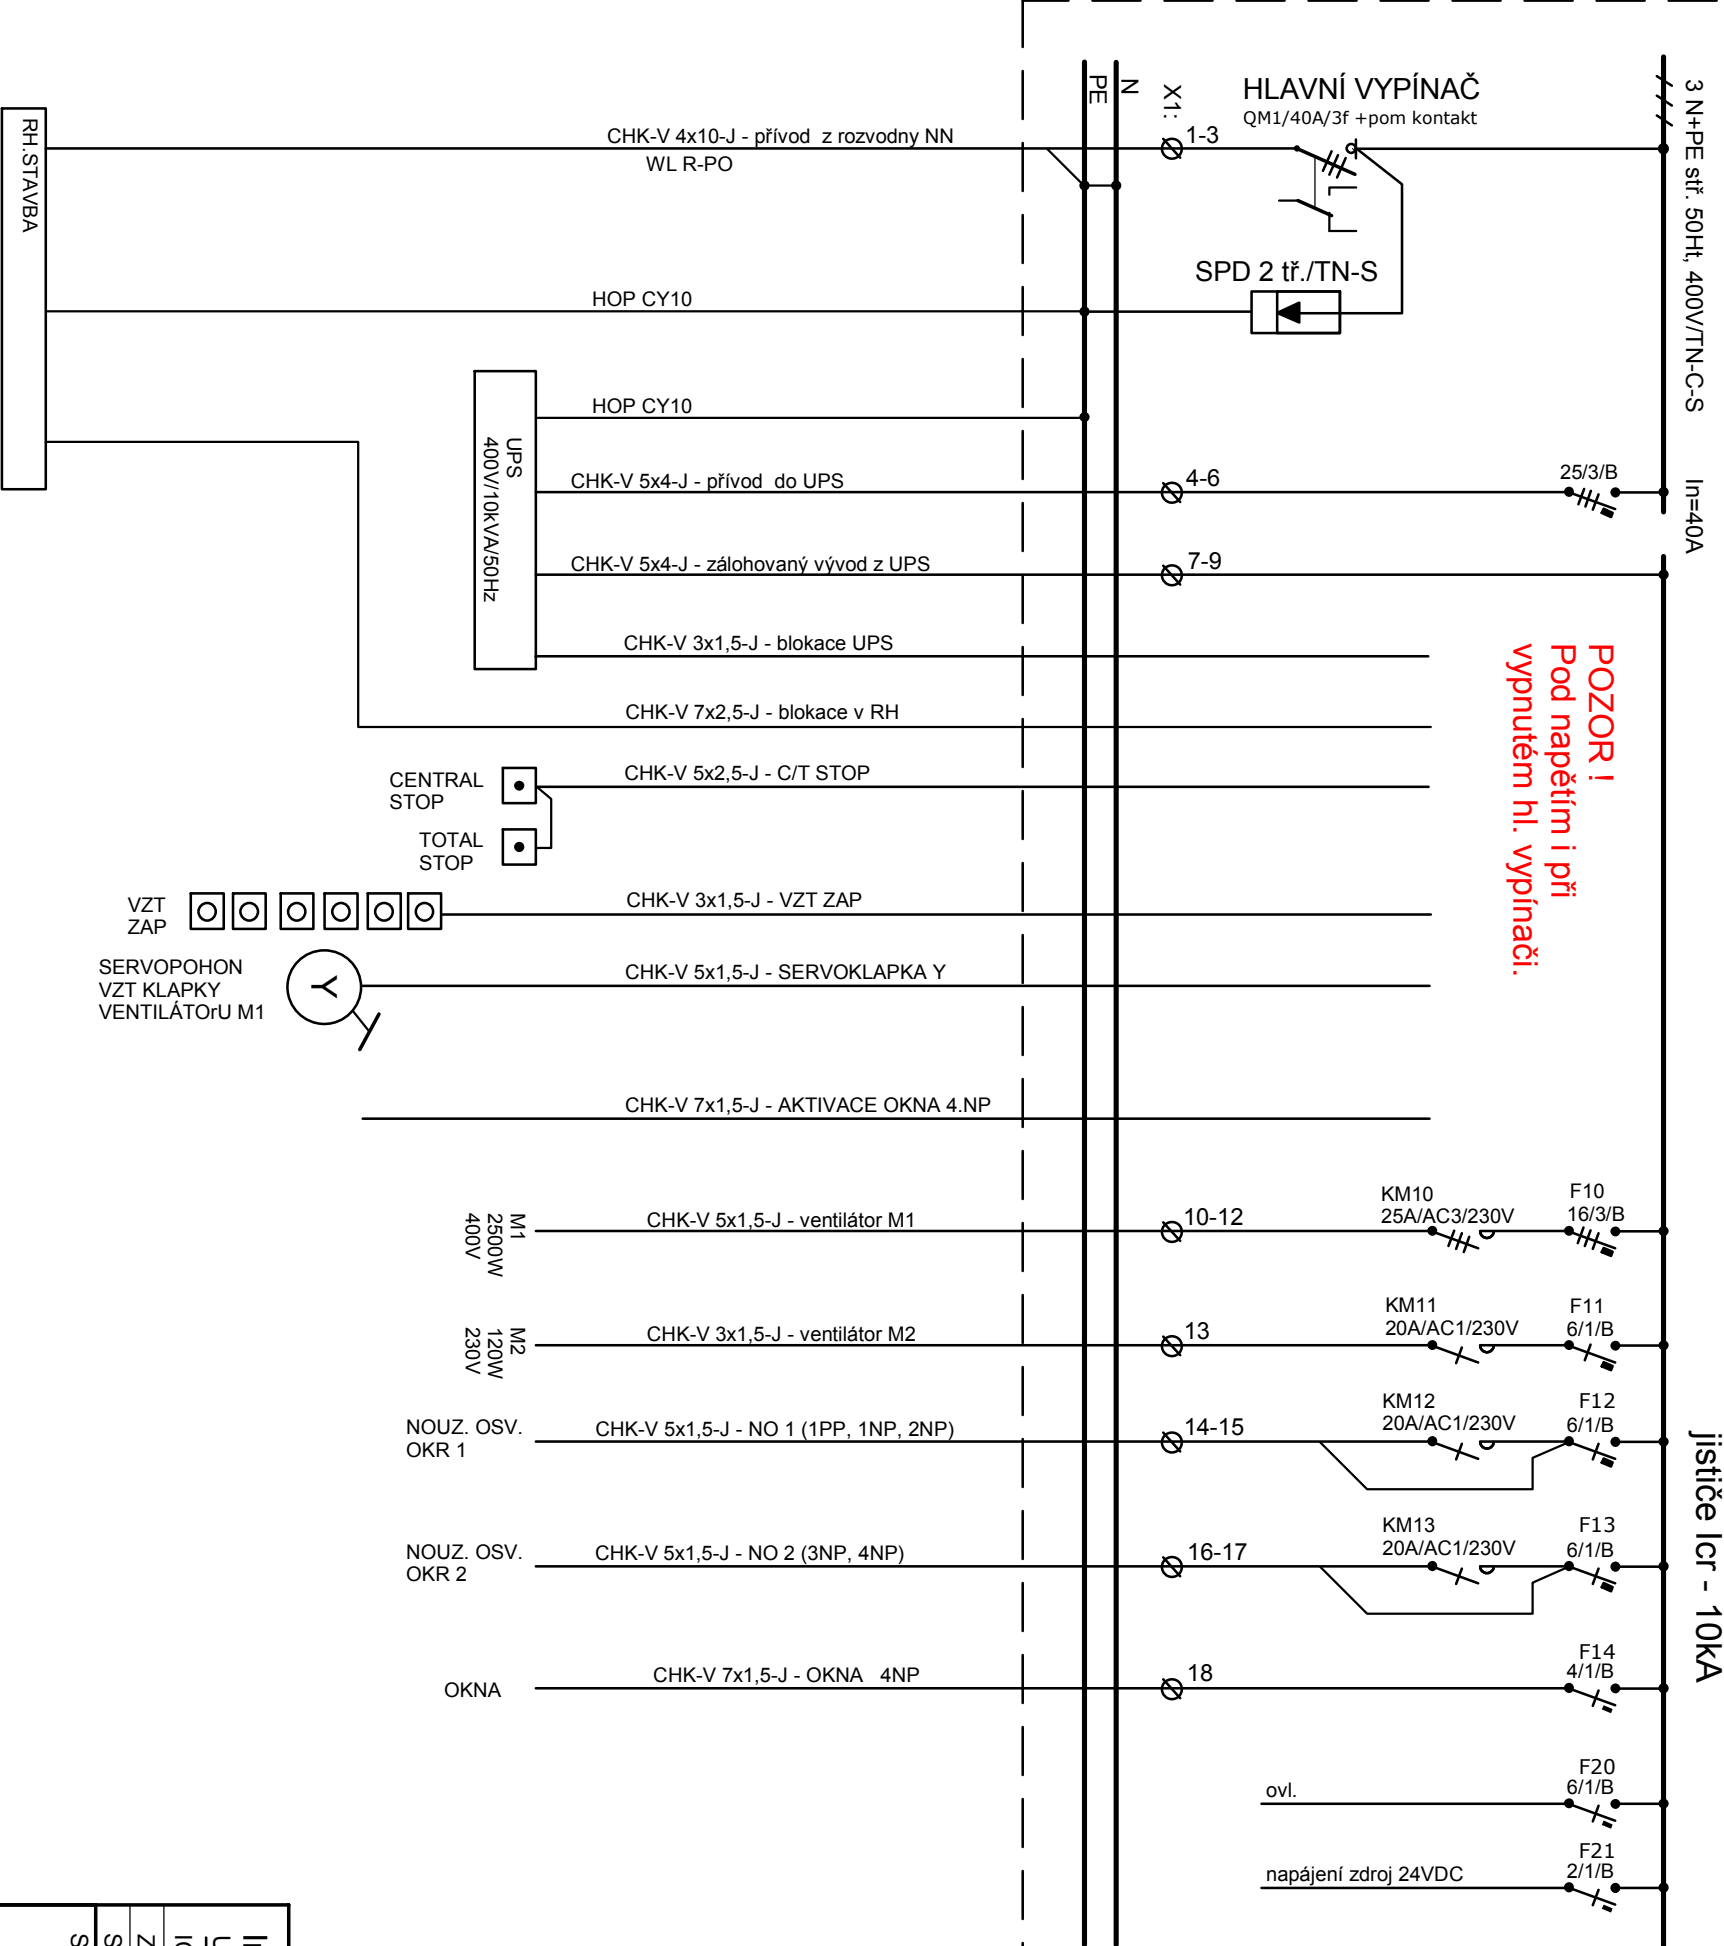 3 N+PE stř. 50Ht, 400V/TN-C-S In=40A
HLAVNÍ VYPÍNAČ
QM1/40A/3f +pom kontakt
N
PE
X1:
1-3
RH.STAVBA
CHK-V 4x10-J - přívod z rozvodny NN
WL R-PO
SPD 2 tř./TN-S
HOP CY10
HOP CY10
UPS
400V/10kVA/50Hz
CHK-V 5x4-J - přívod do UPS
4-6
25/3/B
CHK-V 5x4-J - zálohovaný vývod z UPS
7-9
CHK-V 3x1,5-J - blokace UPS
POZOR !
Pod napětím i při
vypnutém hl. vypínači.
CHK-V 7x2,5-J - blokace v RH
CENTRAL
STOP
CHK-V 5x2,5-J - C/T STOP
TOTAL
STOP
VZT
ZAP
CHK-V 3x1,5-J - VZT ZAP
SERVOPOHON
VZT KLAPKY
VENTILÁTOrU M1
Y
CHK-V 5x1,5-J - SERVOKLAPKA Y
CHK-V 7x1,5-J - AKTIVACE OKNA 4.NP
M1
2500W
400V
CHK-V 5x1,5-J - ventilátor M1
10-12
KM10
25A/AC3/230V
F10
16/3/B
M2
120W
230V
CHK-V 3x1,5-J - ventilátor M2
13
KM11
20A/AC1/230V
F11
6/1/B
NOUZ. OSV.
OKR 1
CHK-V 5x1,5-J - NO 1 (1PP, 1NP, 2NP)
14-15
KM12
20A/AC1/230V
F12
6/1/B
jističe Icr - 10kA
NOUZ. OSV.
OKR 2
CHK-V 5x1,5-J - NO 2 (3NP, 4NP)
16-17
KM13
20A/AC1/230V
F13
6/1/B
OKNA
CHK-V 7x1,5-J - OKNA 4NP
18
F14
4/1/B
ovl.
F20
6/1/B
napájení zdroj 24VDC
F21
2/1/B